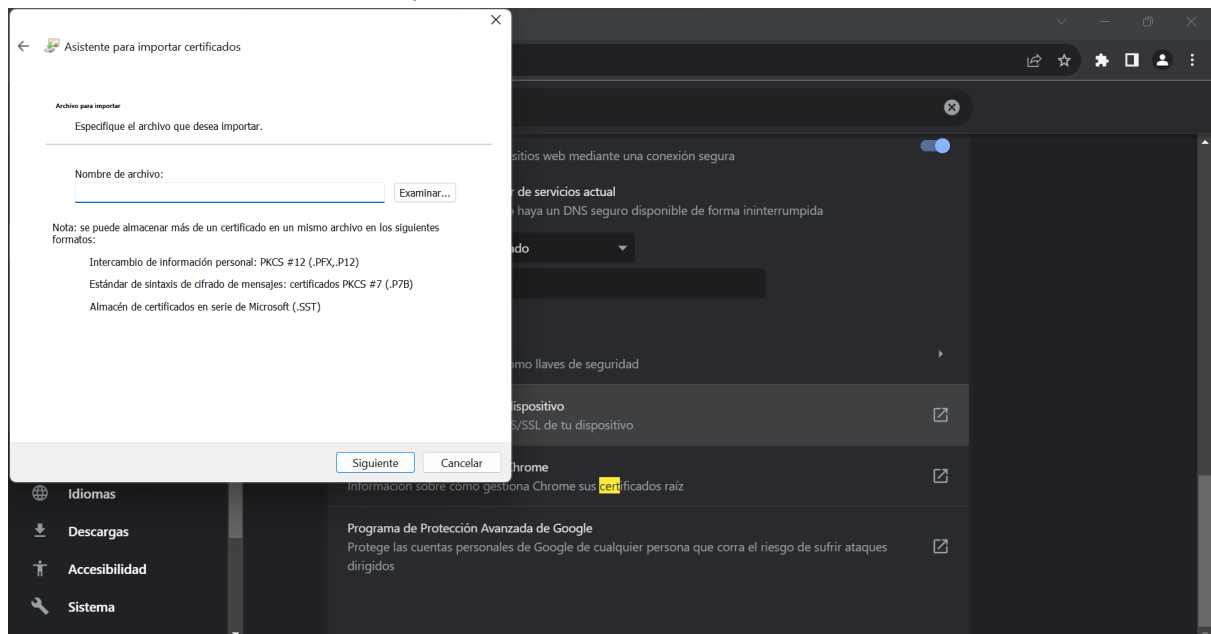 Asistente para importar certificados
Archivo para importar
Especifique el archivo que desea importar.
Nombre de archivo:
Examinar...
Nota: se puede almacenar más de un certificado en un mismo archivo en los siguientes
formatos:
Intercambio de información personal: PKCS #12 (.PFX,.P12)
Estándar de sintaxis de cifrado de mensajes: certificados PKCS #7 (.P7B)
Almacén de certificados en serie de Microsoft (.SST)
Siguiente
Cancelar
sitios web mediante una conexión segura
de servicios actual
haya un DNS seguro disponible de forma ininterrumpida
ado
omo llaves de seguridad
dispositivo
S/SSL de tu dispositivo
Chrome
Información sobre cómo gestiona Chrome sus certificados raíz
Programa de Protección Avanzada de Google
Protege las cuentas personales de Google de cualquier persona que corra el riesgo de sufrir ataques
dirigidos
Idiomas
Descargas
Accesibilidad
Sistema